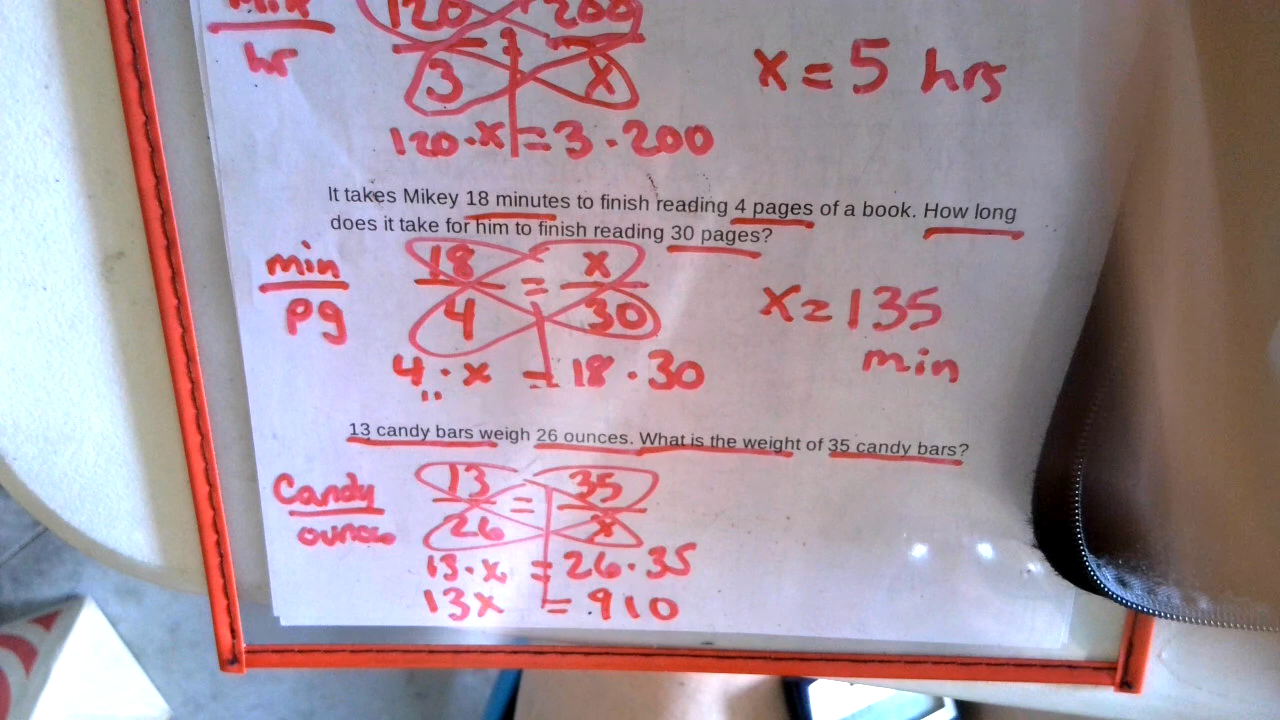 120 200
hr 3 x
x = 5 hrs
120 · x = 3 · 200
It takes Mikey 18 minutes to finish reading 4 pages of a book. How long
does it take for him to finish reading 30 pages?
min 18 = x
pg 4 30
x = 135
min
4 · x = 18 · 30
13 candy bars weigh 26 ounces. What is the weight of 35 candy bars?
Candy 13 = 35
ounces 26 x
13 · x = 26 · 35
13x = 910